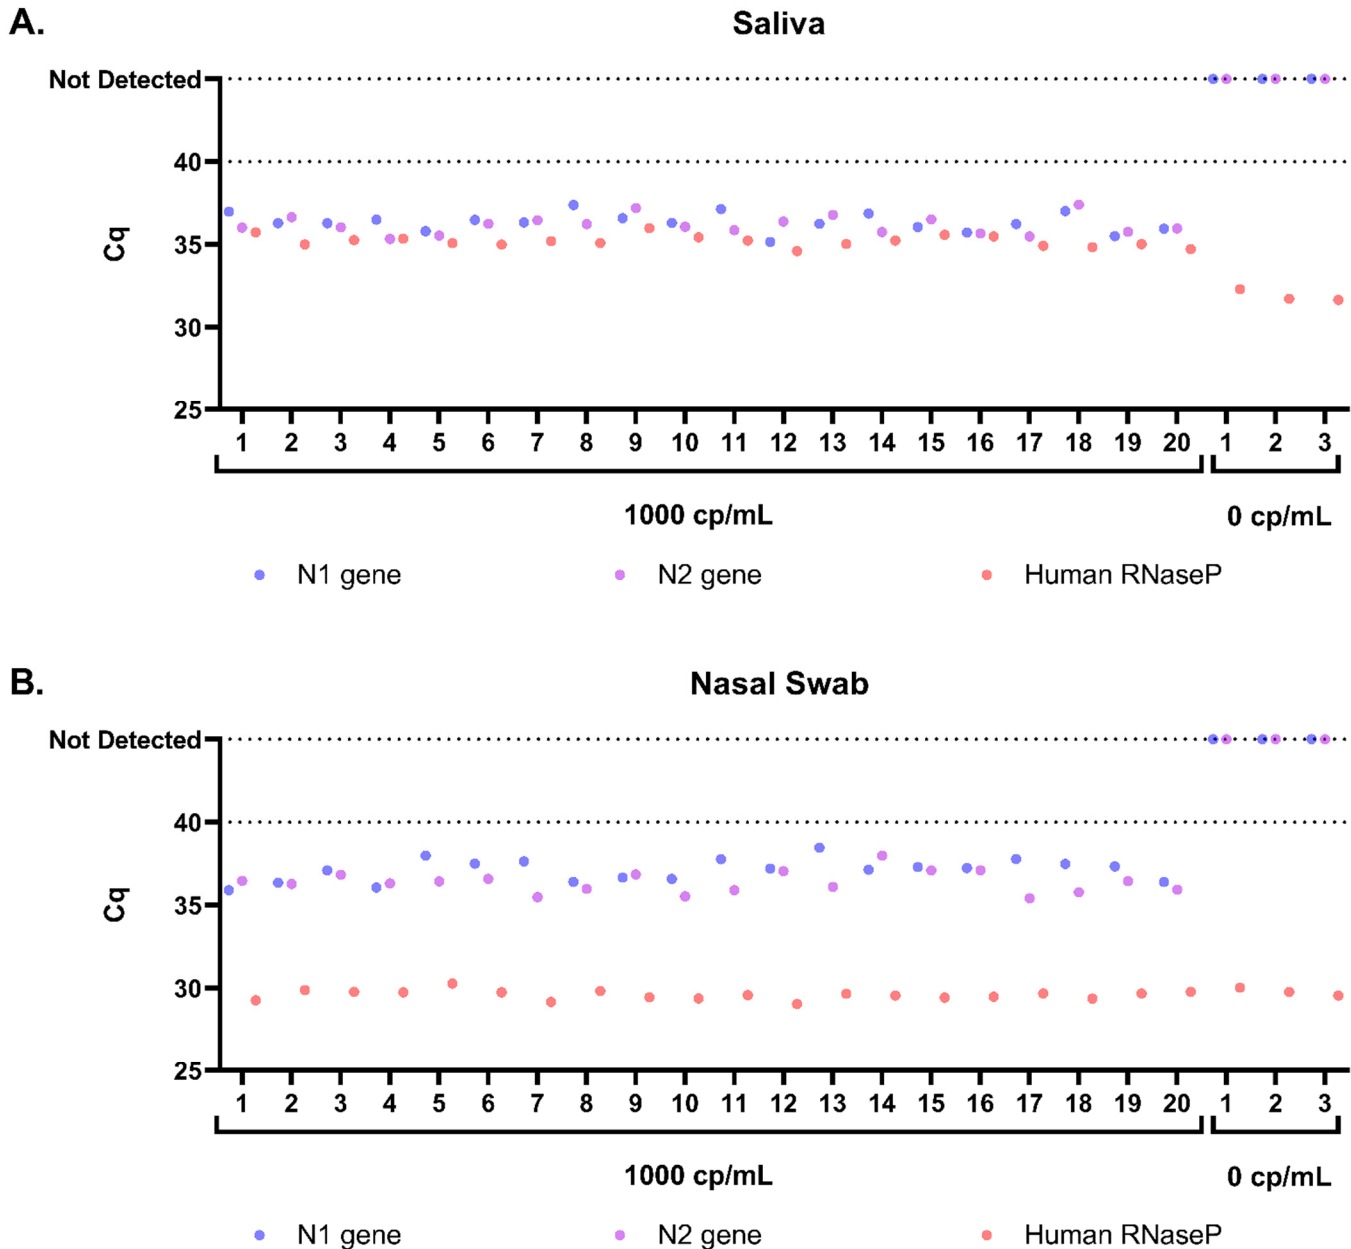 A.
Saliva
Not Detected
40
35
30
25
Cq
1 2 3 4 5 6 7 8 9 10 11 12 13 14 15 16 17 18 19 20 1 2 3
1000 cp/mL 0 cp/mL
N1 gene N2 gene Human RNaseP
B.
Nasal Swab
Not Detected
40
35
30
25
Cq
1 2 3 4 5 6 7 8 9 10 11 12 13 14 15 16 17 18 19 20 1 2 3
1000 cp/mL 0 cp/mL
N1 gene N2 gene Human RNaseP